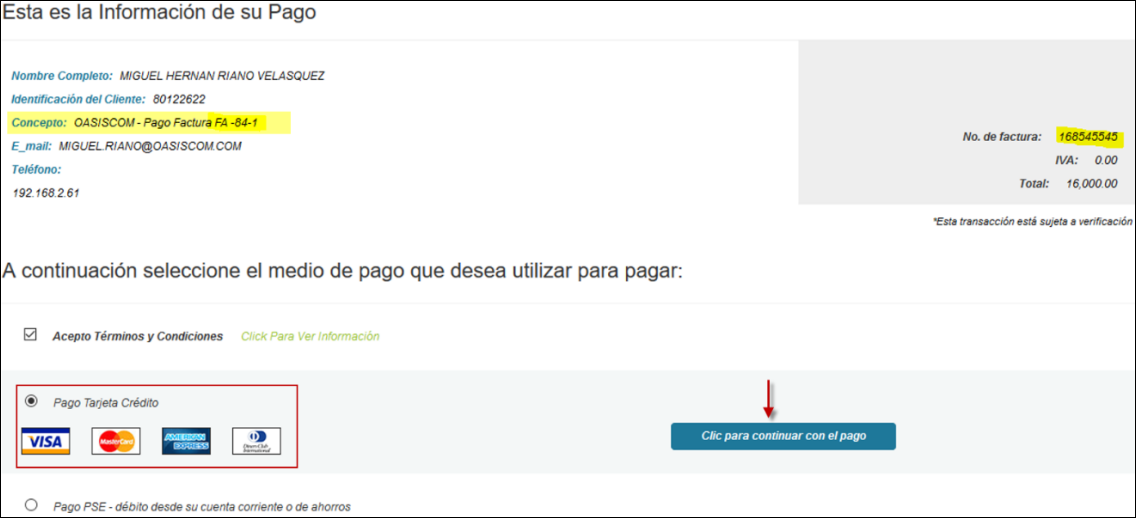 Esta es la Información de su Pago
Nombre Completo: MIGUEL HERNAN RIANO VELASQUEZ
Identificación del Cliente: 80122622
Concepto: OASISCOM - Pago Factura FA -84-1
E_mail: MIGUEL.RIANO@OASISCOM.COM
Teléfono:
192.168.2.61
No. de factura: 168545545
IVA: 0.00
Total: 16,000.00
*Esta transacción está sujeta a verificación
A continuación seleccione el medio de pago que desea utilizar para pagar:
Acepto Términos y Condiciones Click Para Ver Información
Pago Tarjeta Crédito
VISA MasterCard AMERICAN EXPRESS Diners Club International
Clic para continuar con el pago
Pago PSE - débito desde su cuenta corriente o de ahorros